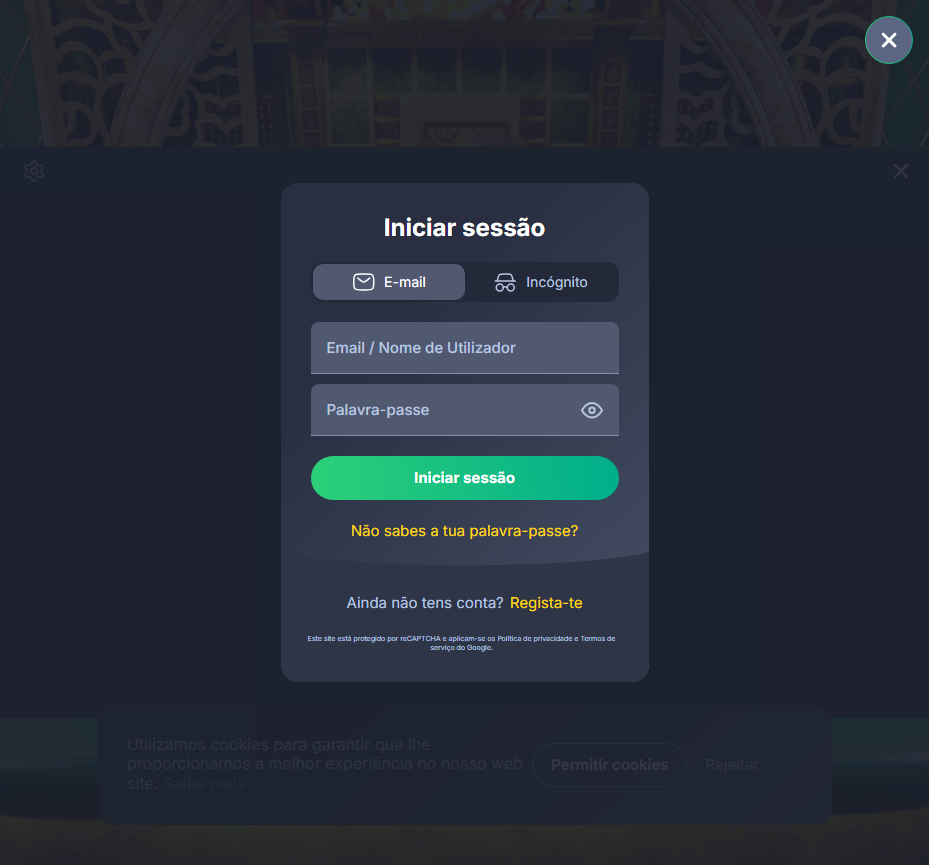 Iniciar sessão
E-mail
Incógnito
Email / Nome de Utilizador
Palavra-passe
Iniciar sessão
Não sabes a tua palavra-passe?
Ainda não tens conta? Regista-te
Este site está protegido por reCAPTCHA e aplicam-se os Política de privacidade e Termos de
serviço do Google.
Utilizamos cookies para garantir que lhe
proporcionamos a melhor experiência no nosso web
site. Saiba mais
Permitir cookies
Rejeitar